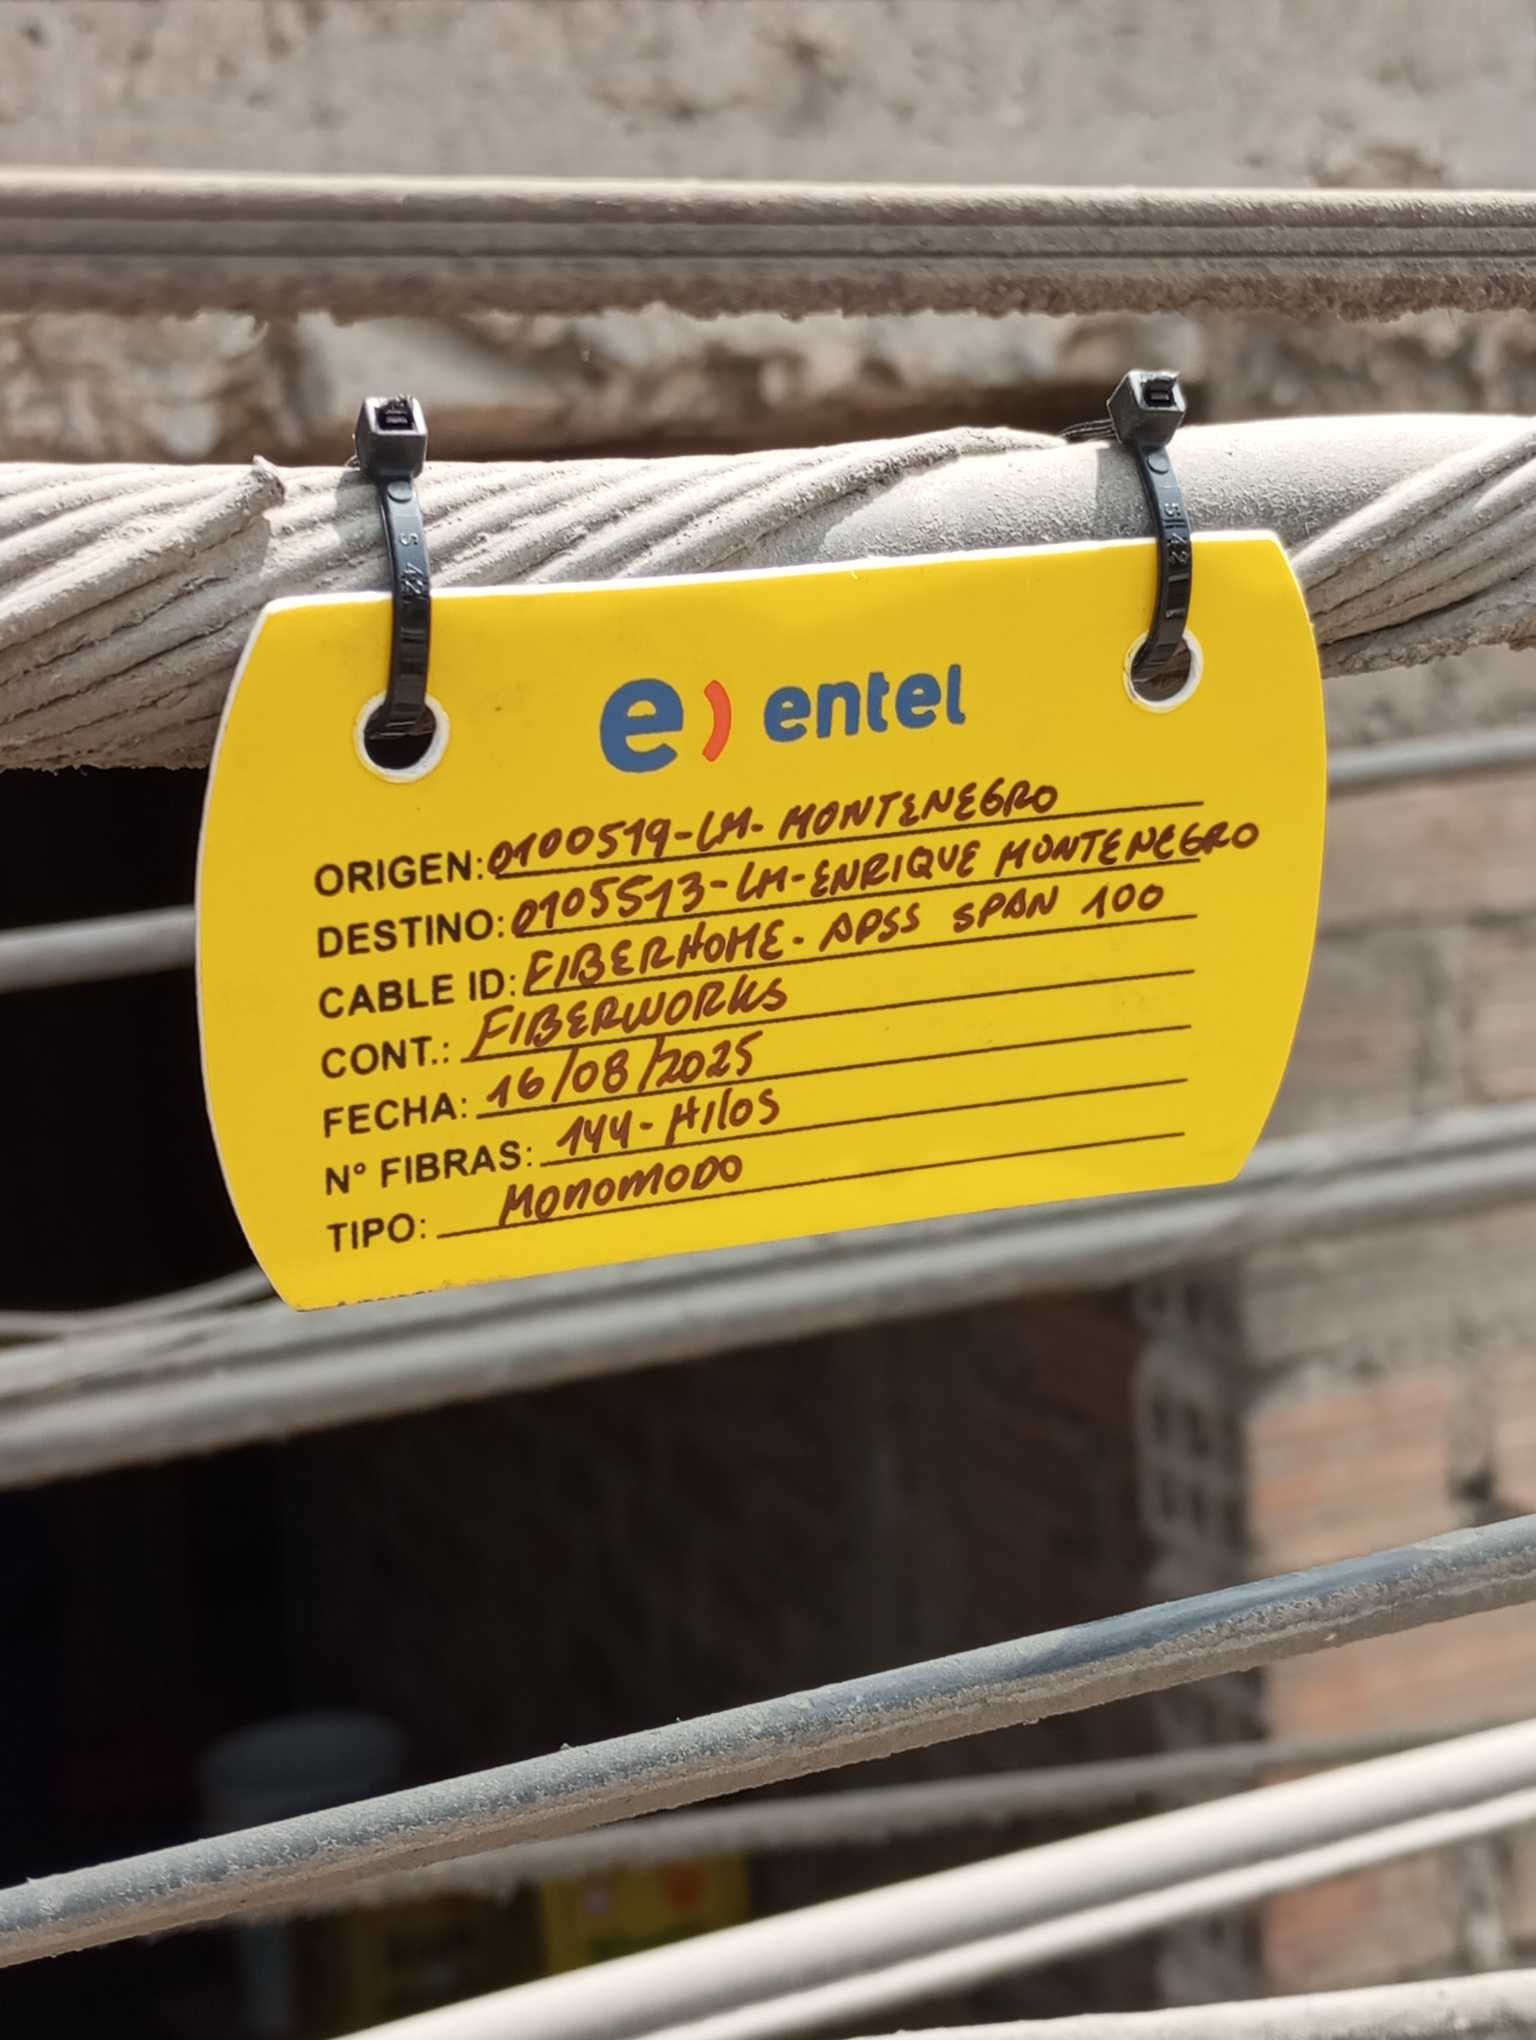 e) entel
ORIGEN: 0100519-LM-MONTENEGRO
DESTINO: 0105513-LM-ENRIQUE MONTENEGRO
CABLE ID: FIBERHOME-ADSS SPAN 100
CONT.: FIBERWORKS
FECHA: 16/08/2025
N° FIBRAS: 144-HILOS
TIPO: MONOMODO